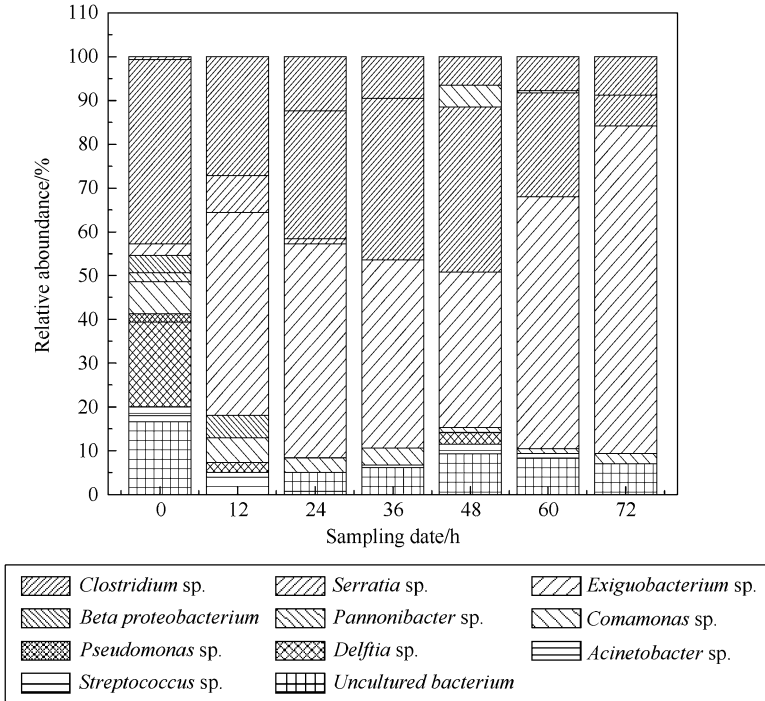 110
100
90
80
70
60
50
40
30
20
10
0
Relative aboundance/%
0 12 24 36 48 60 72
Sampling date/h
Clostridium sp. Serratia sp. Exiguobacterium sp.
Beta proteobacterium Pannonibacter sp. Comamonas sp.
Pseudomonas sp. Delftia sp. Acinetobacter sp.
Streptococcus sp. Uncultured bacterium